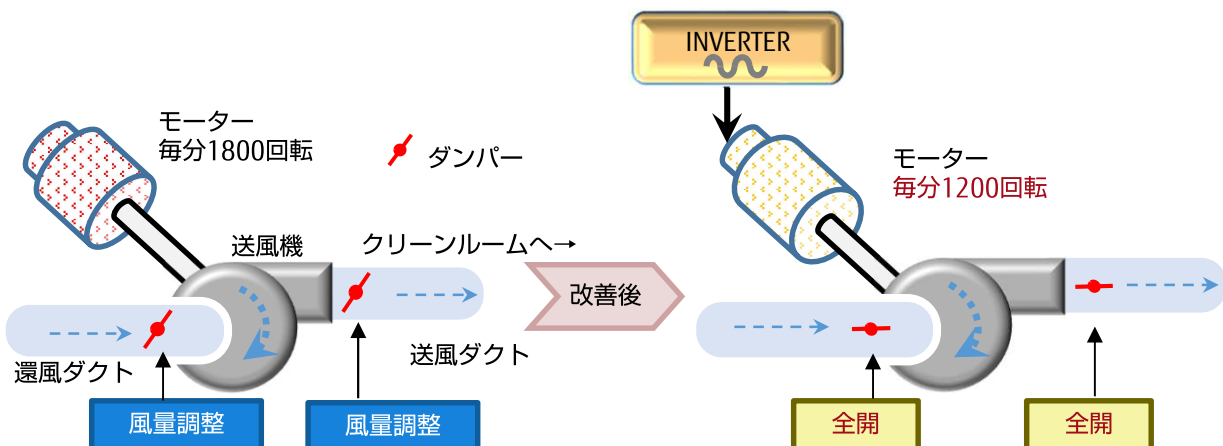 INVERTER
モーター
毎分1800回転
ダンパー
モーター
毎分1200回転
送風機
クリーンルームへ→
改善後
還風ダクト
送風ダクト
風量調整
風量調整
全開
全開